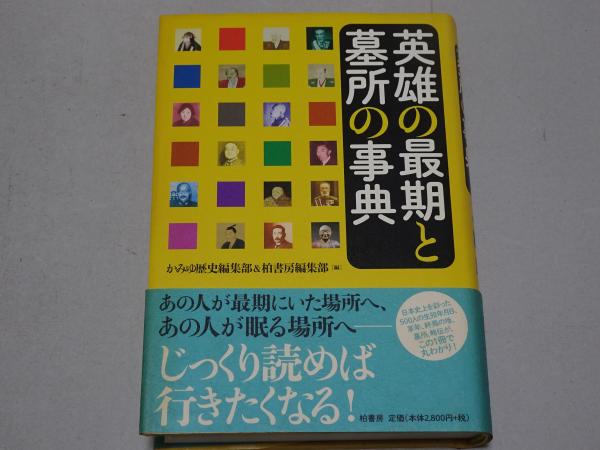 英雄の最期と
墓所の事典
かみゆ歴史編集部&柏書房編集部[編]
あの人が最期にいた場所へ、
あの人が眠る場所へ――
じっくり読めば
行きたくなる!
日本史上を彩った
500人の生没年月日、
享年、終焉の地、
墓所、略伝が、
この1冊で
丸わかり!
柏書房 定価(本体2,800円+税)